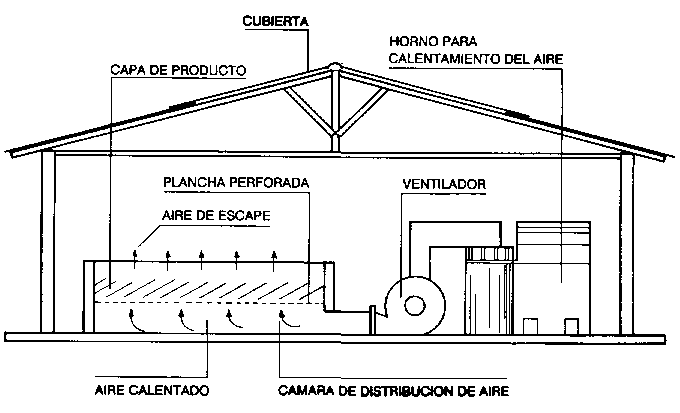 CUBIERTA
HORNO PARA
CALENTAMIENTO DEL AIRE
CAPA DE PRODUCTO
PLANCHA PERFORADA
VENTILADOR
AIRE DE ESCAPE
AIRE CALENTADO
CAMARA DE DISTRIBUCION DE AIRE